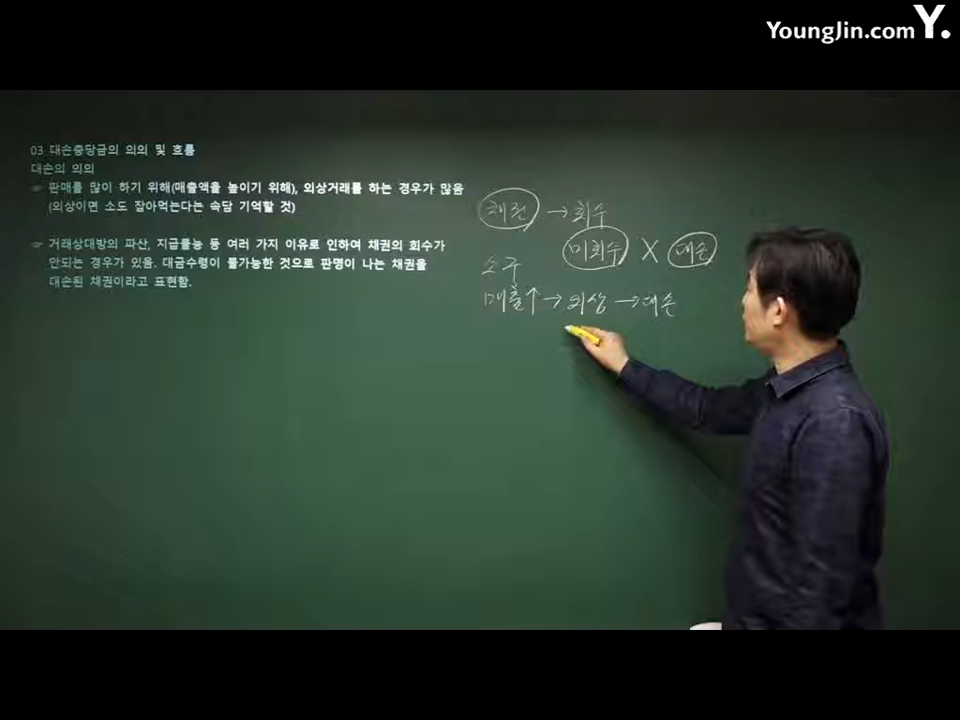 YoungJin.com Y.
03 대손충당금의 의의 및 흐름
대손의 의의
☞ 판매를 많이 하기 위해(매출액을 높이기 위해), 외상거래를 하는 경우가 많음
(외상이면 소도 잡아먹는다는 속담 기억할 것)
☞ 거래상대방의 파산, 지급불능 등 여러 가지 이유로 인하여 채권의 회수가
안되는 경우가 있음. 대금수령이 불가능한 것으로 판명이 나는 채권을
대손된 채권이라고 표현함.
채권 → 회수
미회수 X 대손
소구
매출↑ → 외상 → 대손